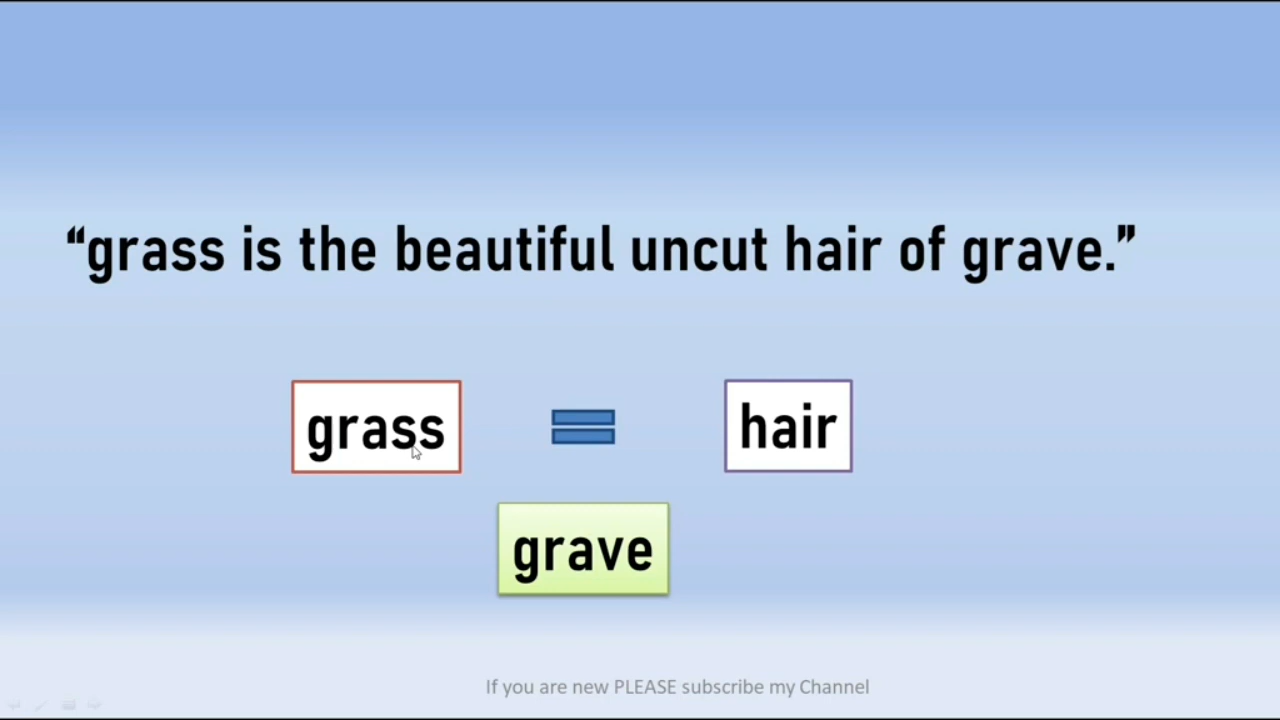 “grass is the beautiful uncut hair of grave.”
grass
hair
grave
If you are new PLEASE subscribe my Channel